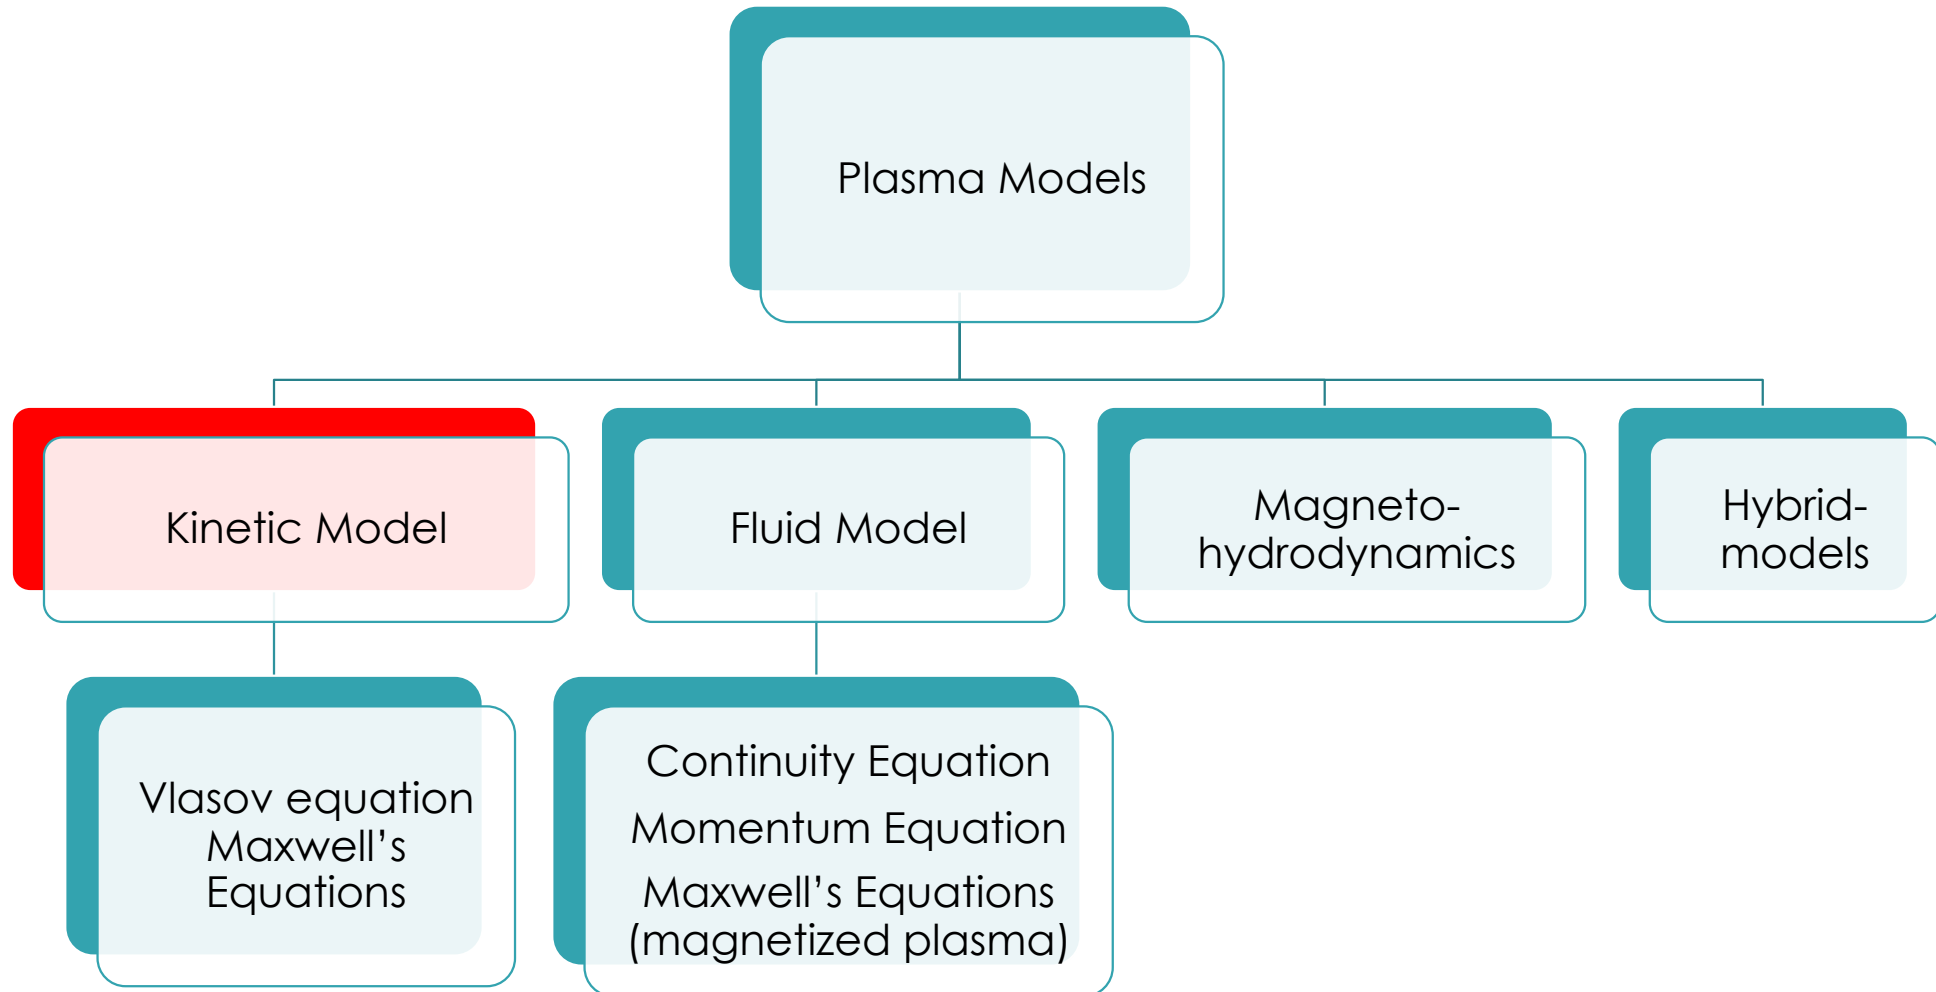 Plasma Models
Kinetic Model
Fluid Model
Magneto-
hydrodynamics
Hybrid-
models
Vlasov equation
Maxwell’s
Equations
Continuity Equation
Momentum Equation
Maxwell’s Equations
(magnetized plasma)